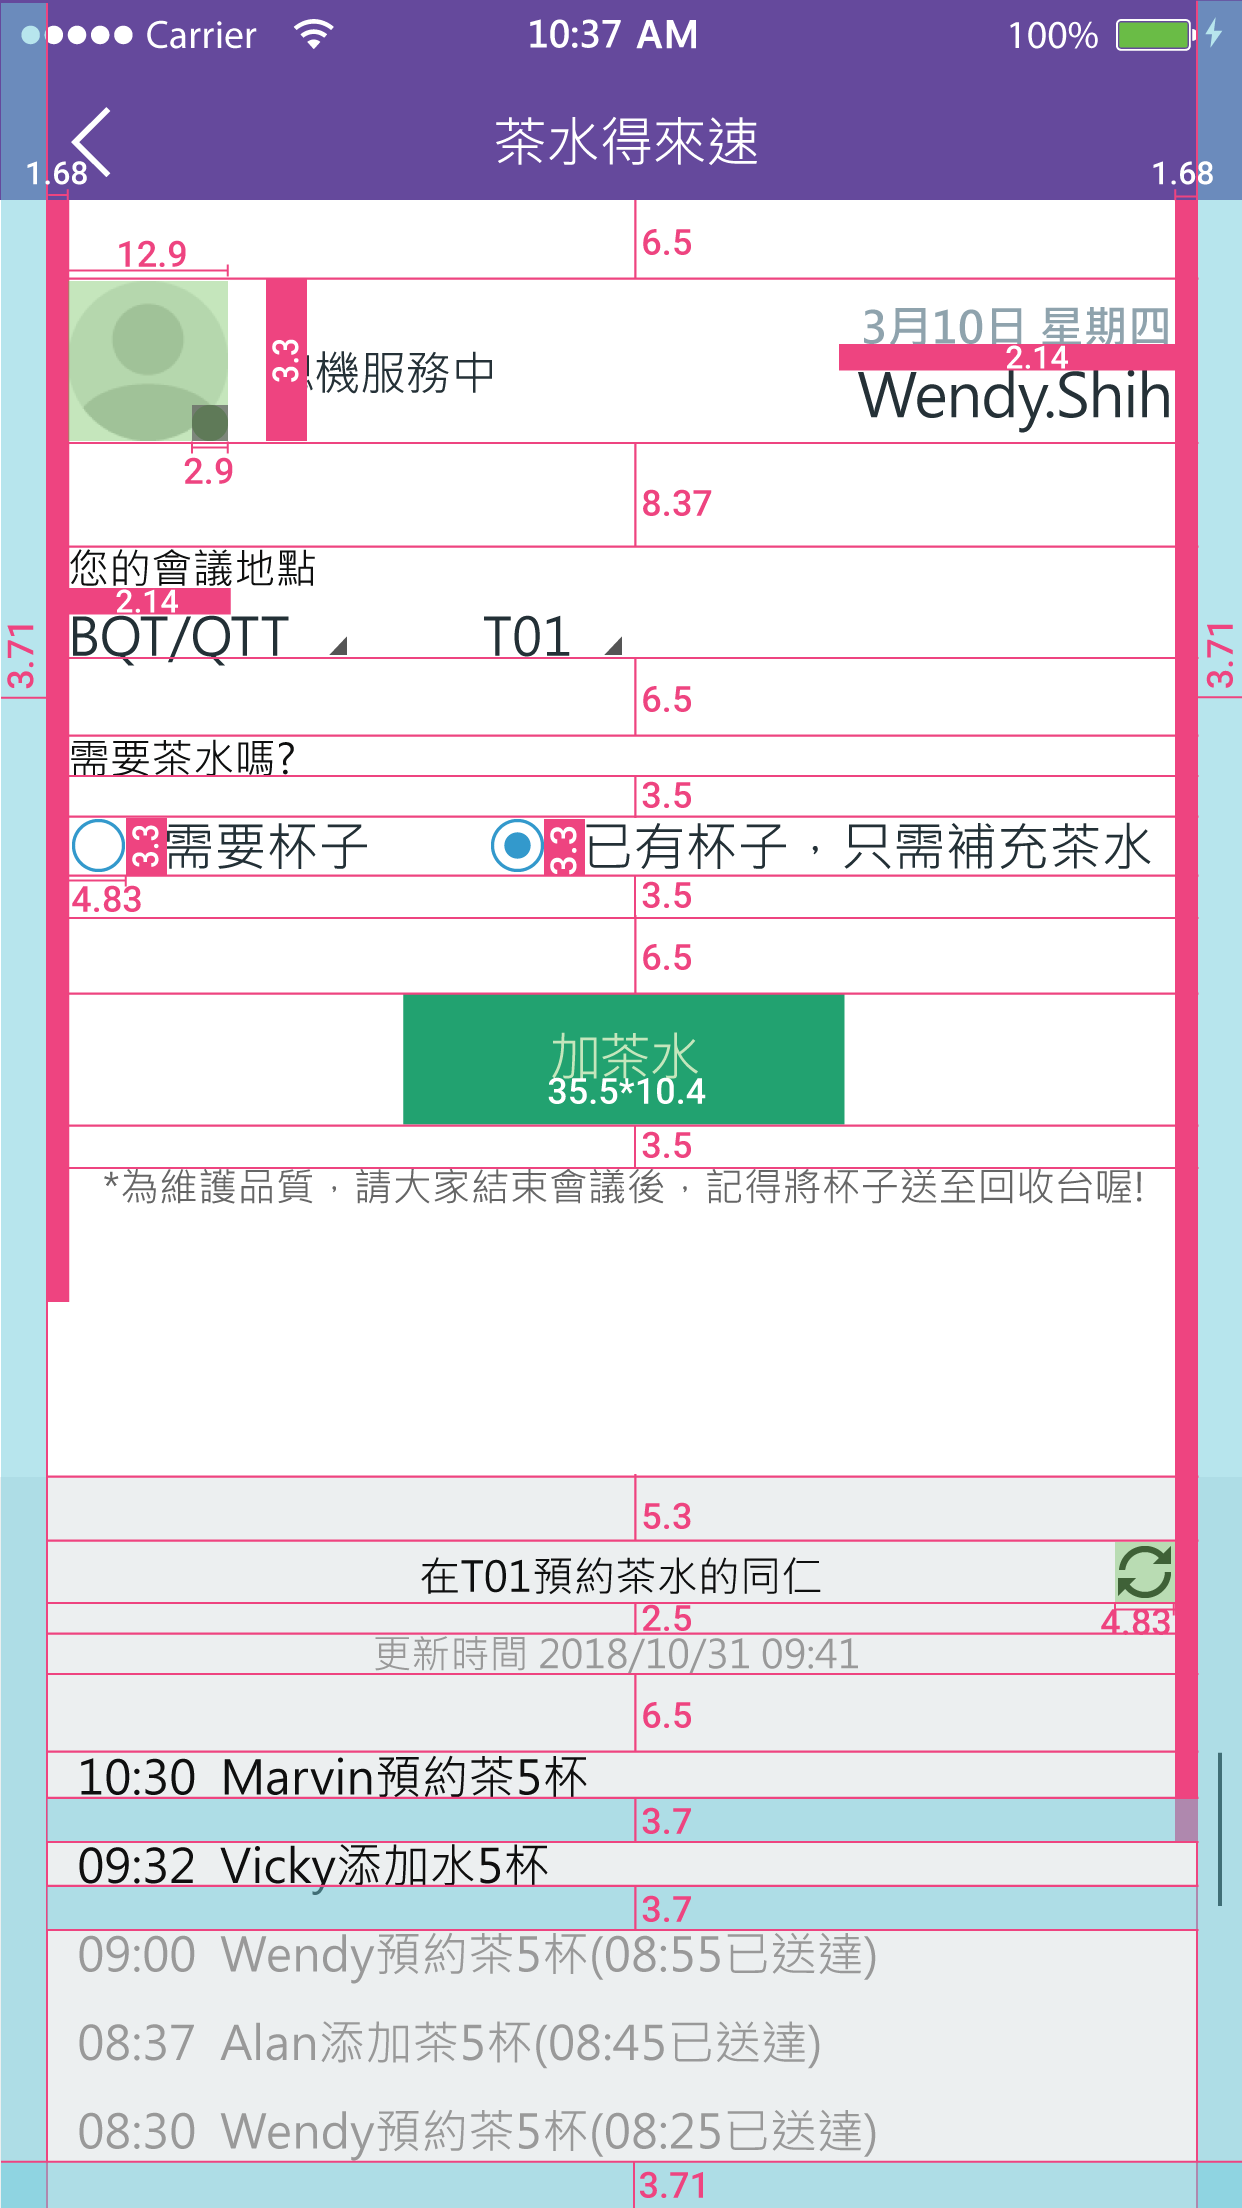 Carrier 10:37 AM 100%
茶水得來速
1.68 1.68
6.5
12.9
3月10日 星期四
3.3
機服務中
2.14
Wendy.Shih
2.9
8.37
您的會議地點
2.14
BQT/QTT T01
3.71 3.71
6.5
需要茶水嗎?
3.5
3.3 需要杯子 3.3 已有杯子，只需補充茶水
4.83 3.5
6.5
加茶水
35.5*10.4
3.5
*為維護品質，請大家結束會議後，記得將杯子送至回收台喔!
5.3
在T01預約茶水的同仁
2.5 4.83
更新時間 2018/10/31 09:41
6.5
10:30 Marvin預約茶5杯
3.7
09:32 Vicky添加水5杯
3.7
09:00 Wendy預約茶5杯(08:55已送達)
08:37 Alan添加茶5杯(08:45已送達)
08:30 Wendy預約茶5杯(08:25已送達)
3.71